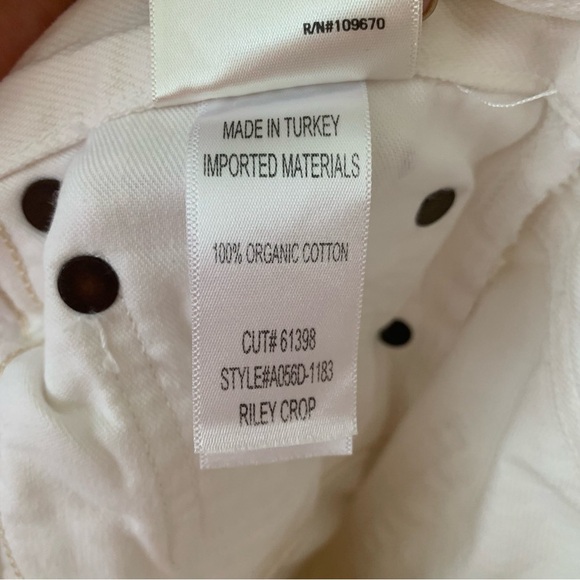 R/N#109670
MADE IN TURKEY
IMPORTED MATERIALS
100% ORGANIC COTTON
CUT# 61398
STYLE#A056D-1183
RILEY CROP